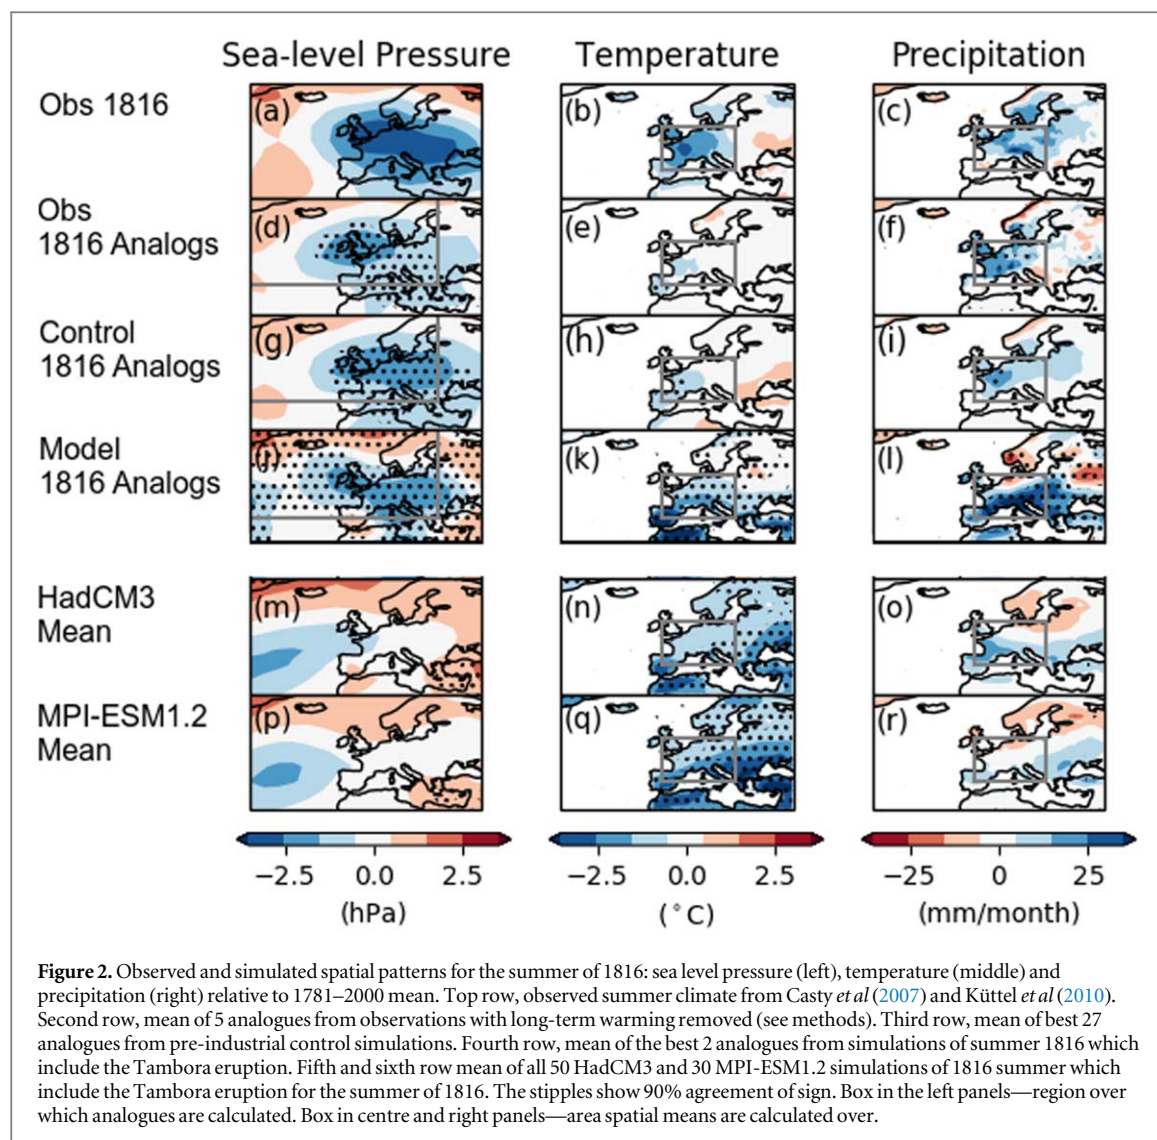 Sea-level Pressure Temperature Precipitation
Obs 1816
(a) (b) (c)
Obs
1816 Analogs
(d) (e) (f)
Control
1816 Analogs
(g) (h) (i)
Model
1816 Analogs
(j) (k) (l)
HadCM3
Mean
(m) (n) (o)
MPI-ESM1.2
Mean
(p) (q) (r)
−2.5 0.0 2.5 −2.5 0.0 2.5 −25 0 25
(hPa) (°C) (mm/month)
Figure 2. Observed and simulated spatial patterns for the summer of 1816: sea level pressure (left), temperature (middle) and
precipitation (right) relative to 1781–2000 mean. Top row, observed summer climate from Casty et al (2007) and Küttel et al (2010).
Second row, mean of 5 analogues from observations with long-term warming removed (see methods). Third row, mean of best 27
analogues from pre-industrial control simulations. Fourth row, mean of the best 2 analogues from simulations of summer 1816 which
include the Tambora eruption. Fifth and sixth row mean of all 50 HadCM3 and 30 MPI-ESM1.2 simulations of 1816 summer which
include the Tambora eruption for the summer of 1816. The stipples show 90% agreement of sign. Box in the left panels—region over
which analogues are calculated. Box in centre and right panels—area spatial means are calculated over.